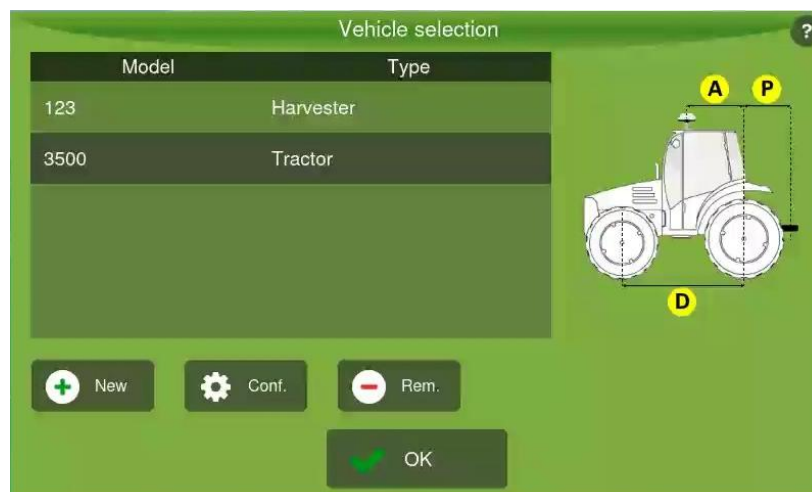 Vehicle selection
?
Model Type
123 Harvester
3500 Tractor
A P
D
New Conf. Rem.
OK